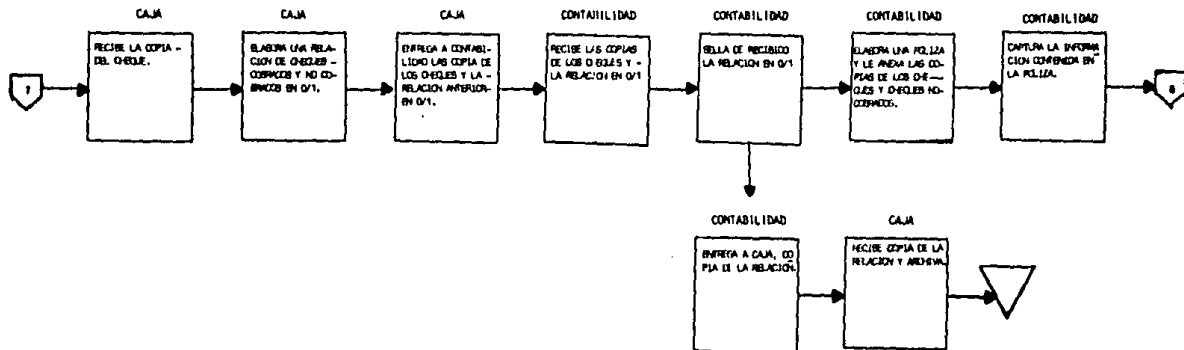 CAJA
RECIBE LA COPIA -
DEL CHEQUE.
CAJA
ELABORA UNA RELA-
CION DE CHEQUES -
COBRADOS Y NO CO-
BRADOS EN 0/1.
CAJA
ENTREGA A CONTABI-
LIDAD LAS COPIA DE
LOS CHEQUES Y LA -
RELACION ANTERIOR-
EN 0/1.
CONTABILIDAD
RECIBE LAS COPIAS
DE LOS CHEQUES Y -
LA RELACION EN 0/1
CONTABILIDAD
SELLA DE RECIBIDO
LA RELACION EN 0/1
CONTABILIDAD
ELABORA UNA POLIZA
Y LE ANEXA LAS CO-
PIAS DE LOS CHE-
QUES Y CHEQUES NO-
COBRADOS.
CONTABILIDAD
CAPTURA LA INFORMA
CION CONTENIDA EN
LA POLIZA.
CONTABILIDAD
ENTREGA A CAJA, CO
PIA DE LA RELACION.
CAJA
RECIBE COPIA DE LA
RELACION Y ARCHIVA.